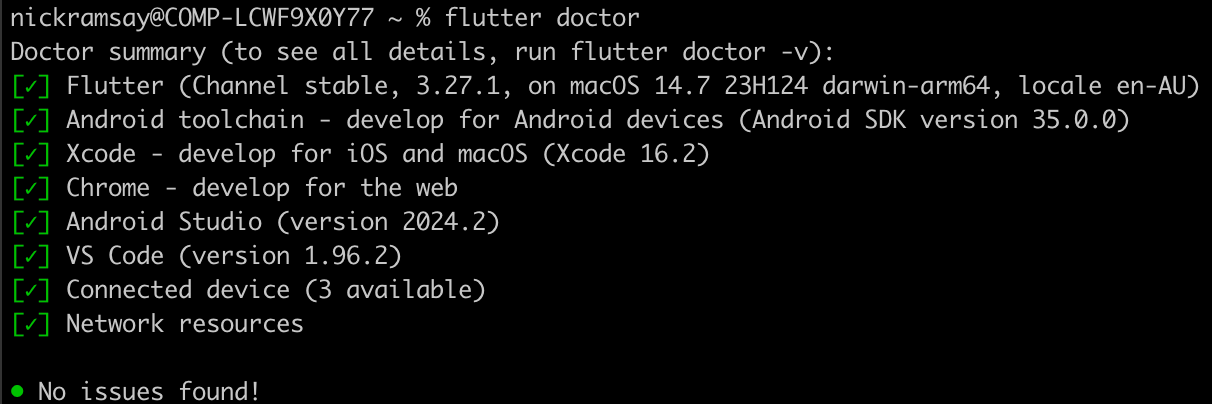 nickramsay@COMP-LCWF9X0Y77 ~ % flutter doctor
Doctor summary (to see all details, run flutter doctor -v):
[✓] Flutter (Channel stable, 3.27.1, on macOS 14.7 23H124 darwin-arm64, locale en-AU)
[✓] Android toolchain - develop for Android devices (Android SDK version 35.0.0)
[✓] Xcode - develop for iOS and macOS (Xcode 16.2)
[✓] Chrome - develop for the web
[✓] Android Studio (version 2024.2)
[✓] VS Code (version 1.96.2)
[✓] Connected device (3 available)
[✓] Network resources

• No issues found!